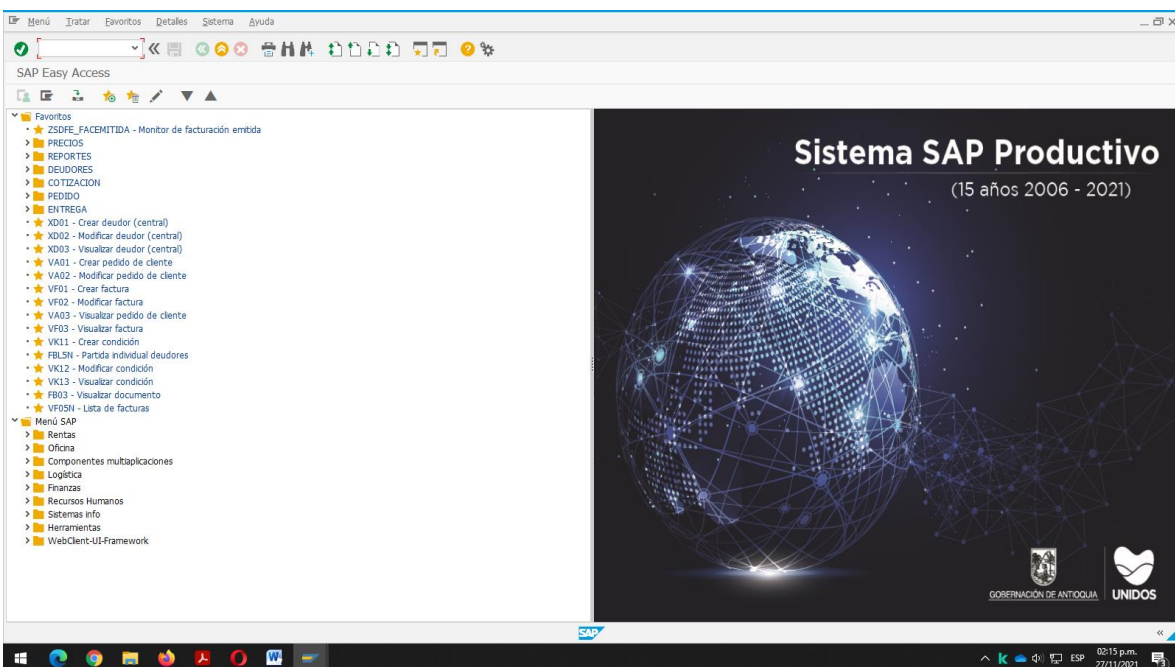 Menú Tratar Favoritos Detalles Sistema Ayuda
SAP Easy Access
Favoritos
ZSDFE_FACEMITIDA - Monitor de facturación emitida
PRECIOS
REPORTES
DEUDORES
COTIZACION
PEDIDO
ENTREGA
XD01 - Crear deudor (central)
XD02 - Modificar deudor (central)
XD03 - Visualizar deudor (central)
VA01 - Crear pedido de cliente
VA02 - Modificar pedido de cliente
VF01 - Crear factura
VF02 - Modificar factura
VA03 - Visualizar pedido de cliente
VF03 - Visualizar factura
VK11 - Crear condición
FBL5N - Partida individual deudores
VK12 - Modificar condición
VK13 - Visualizar condición
FB03 - Visualizar documento
VF05N - Lista de facturas
Menú SAP
Rentas
Oficina
Componentes multiaplicaciones
Logística
Finanzas
Recursos Humanos
Sistemas info
Herramientas
WebClient-UI-Framework
Sistema SAP Productivo
(15 años 2006 - 2021)
GOBERNACIÓN DE ANTIOQUIA
UNIDOS
SAP
ESP
02:15 p.m.
27/11/2021